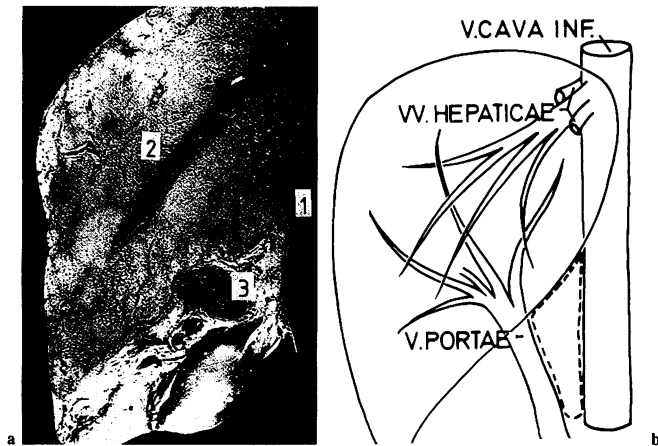 2
1
3
a
V.CAVA INF.
VV. HEPATICAE
V. PORTAE
b